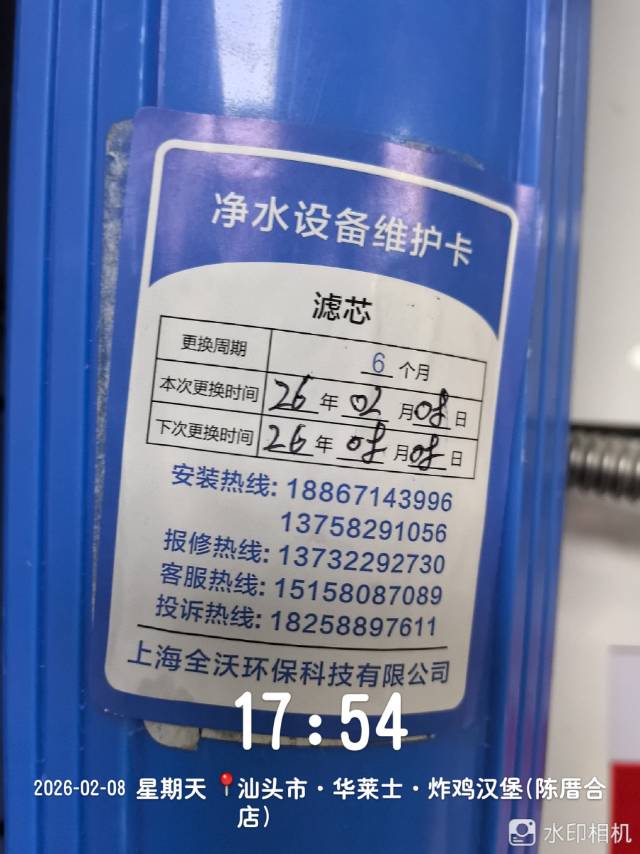 净水设备维护卡
滤芯
更换周期 6 个月
本次更换时间 26 年 02 月 08 日
下次更换时间 26 年 08 月 08 日
安装热线: 18867143996
13758291056
报修热线: 13732292730
客服热线: 15158087089
投诉热线: 18258897611
上海全沃环保科技有限公司
17:54
2026-02-08 星期天 📍汕头市·华莱士·炸鸡汉堡(陈厝合
店)
水印相机